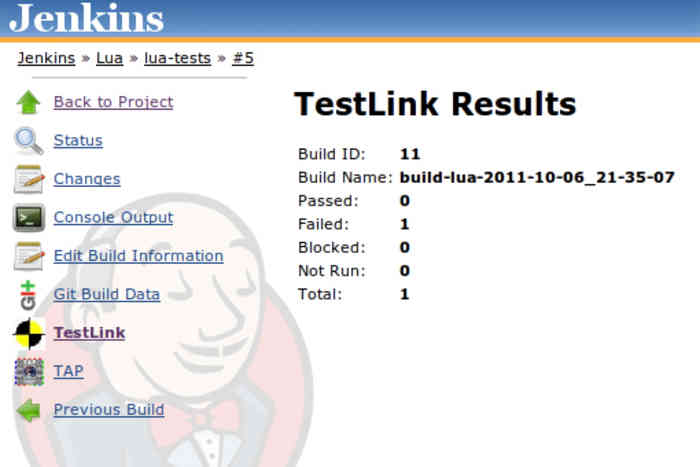 Jenkins
Jenkins » Lua » lua-tests » #5
Back to Project
Status
Changes
Console Output
Edit Build Information
Git Build Data
TestLink
TAP
Previous Build
TestLink Results
Build ID: 11
Build Name: build-lua-2011-10-06_21-35-07
Passed: 0
Failed: 1
Blocked: 0
Not Run: 0
Total: 1